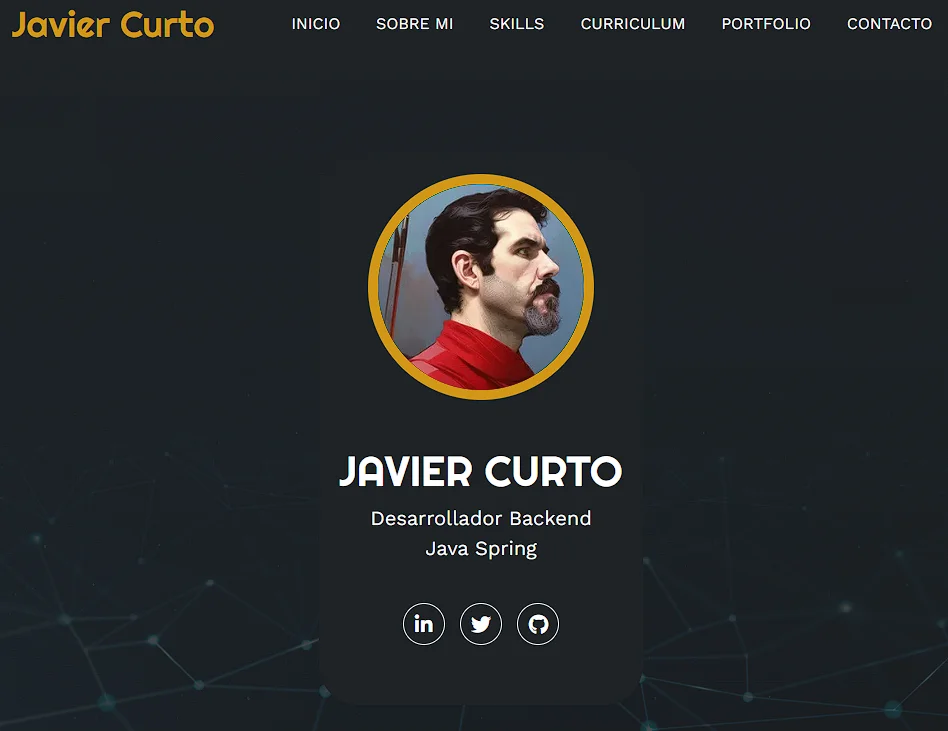 Javier Curto
INICIO SOBRE MI SKILLS CURRICULUM PORTFOLIO CONTACTO
JAVIER CURTO
Desarrollador Backend
Java Spring
in